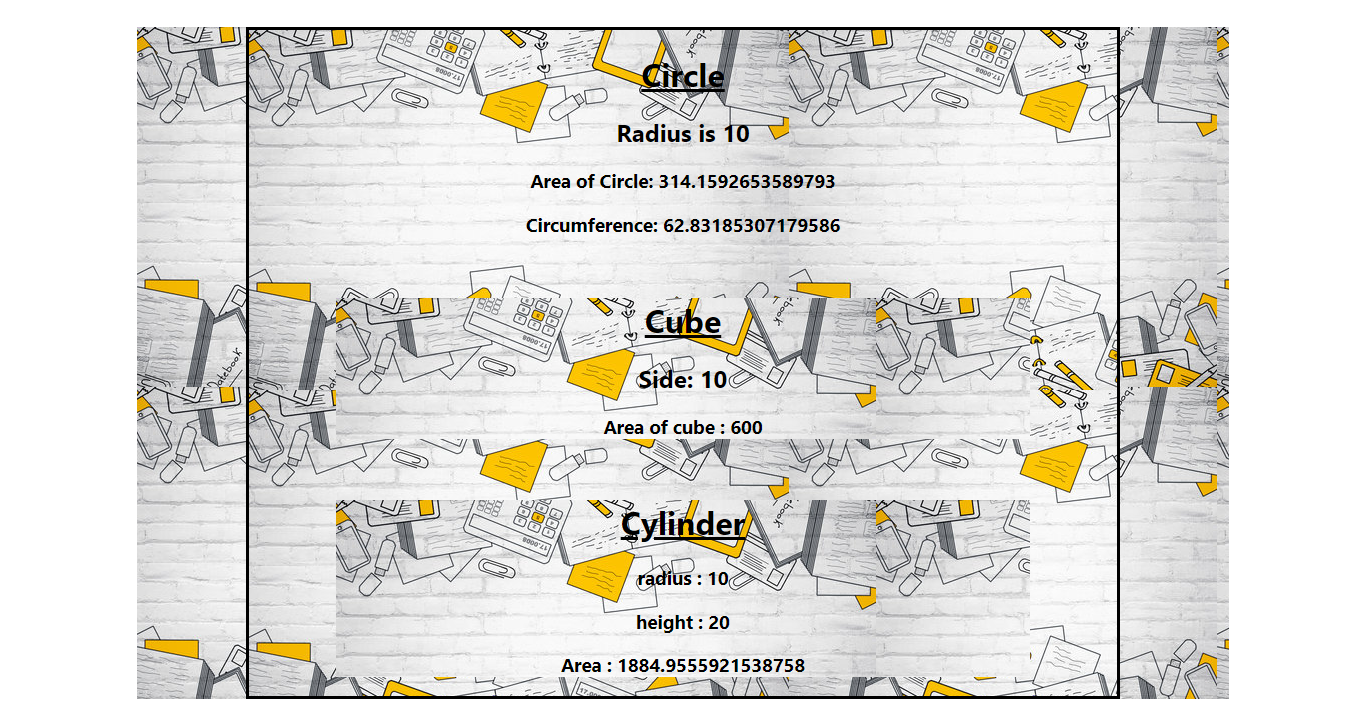 Circle
Radius is 10
Area of Circle: 314.1592653589793
Circumference: 62.83185307179586
Cube
Side: 10
Area of cube : 600
Cylinder
radius : 10
height : 20
Area : 1884.9555921538758